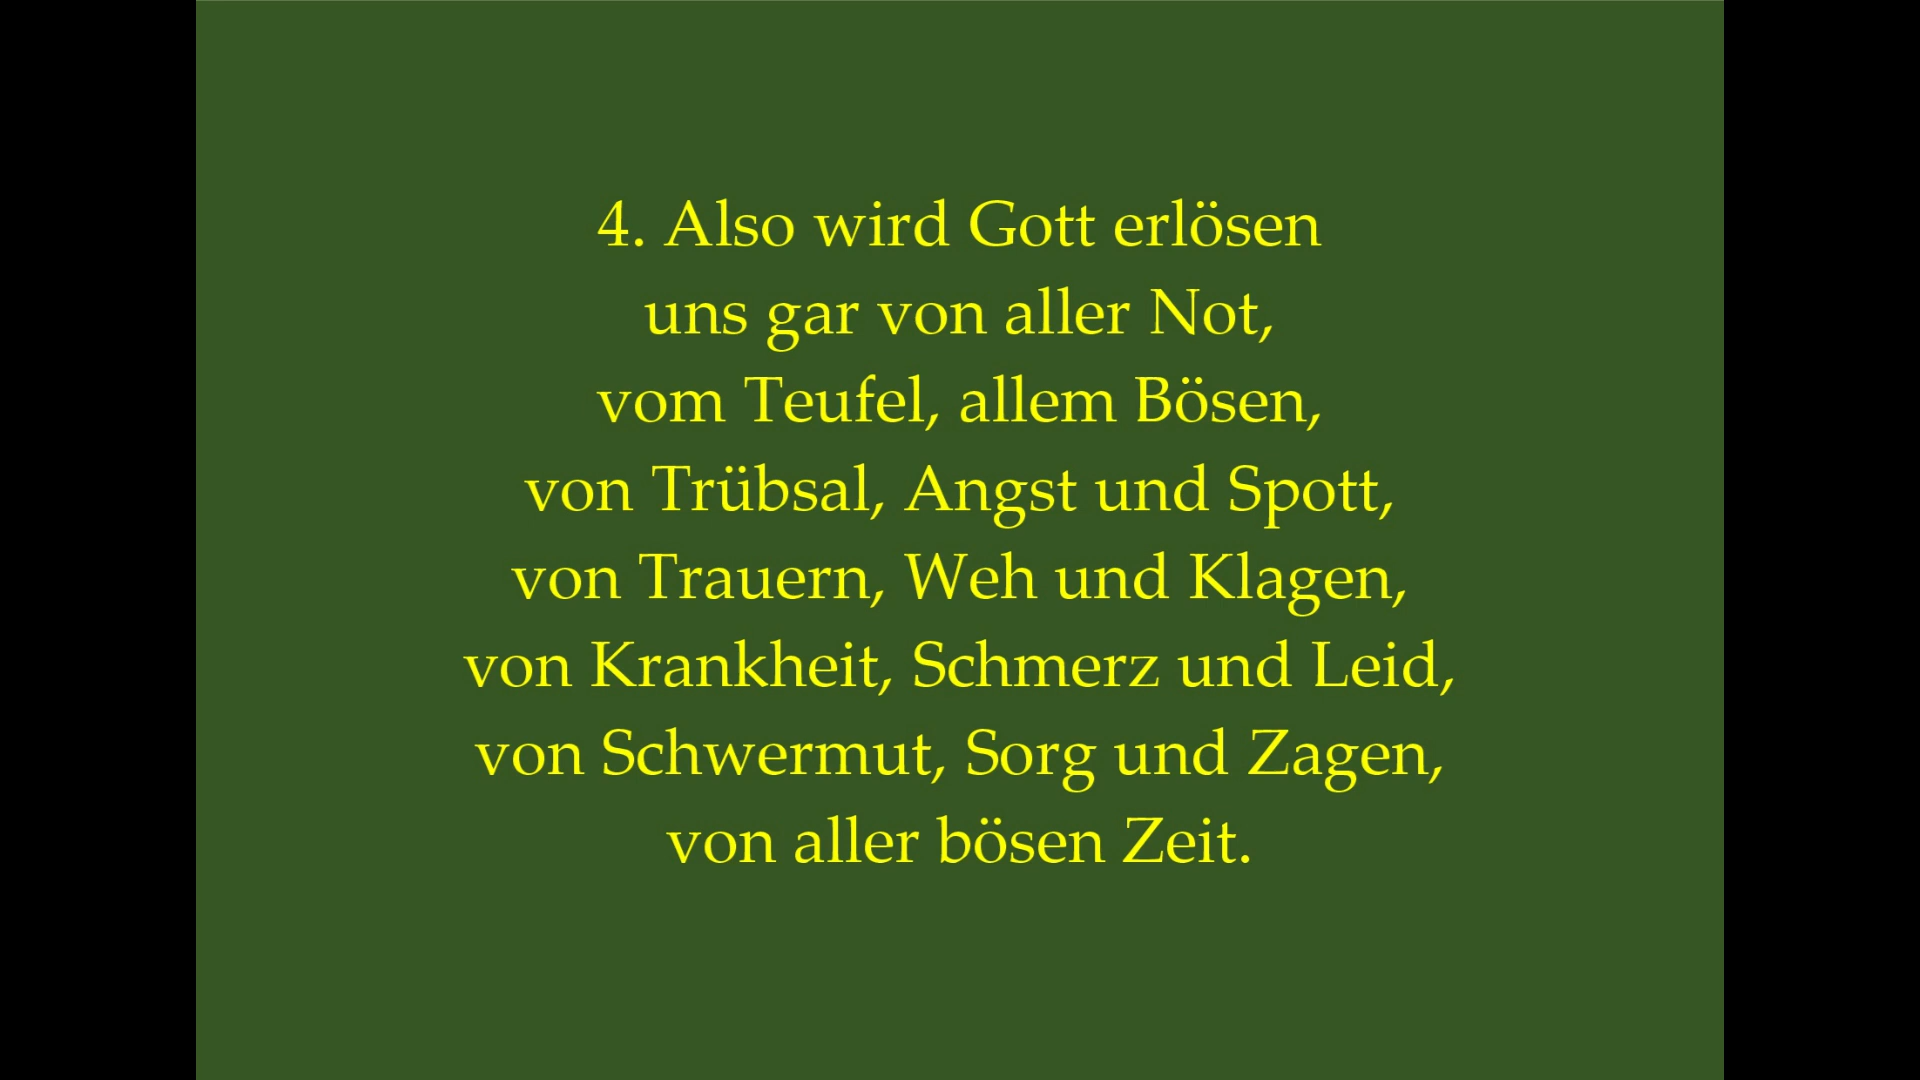 4. Also wird Gott erlösen
uns gar von aller Not,
vom Teufel, allem Bösen,
von Trübsal, Angst und Spott,
von Trauern, Weh und Klagen,
von Krankheit, Schmerz und Leid,
von Schwermut, Sorg und Zagen,
von aller bösen Zeit.